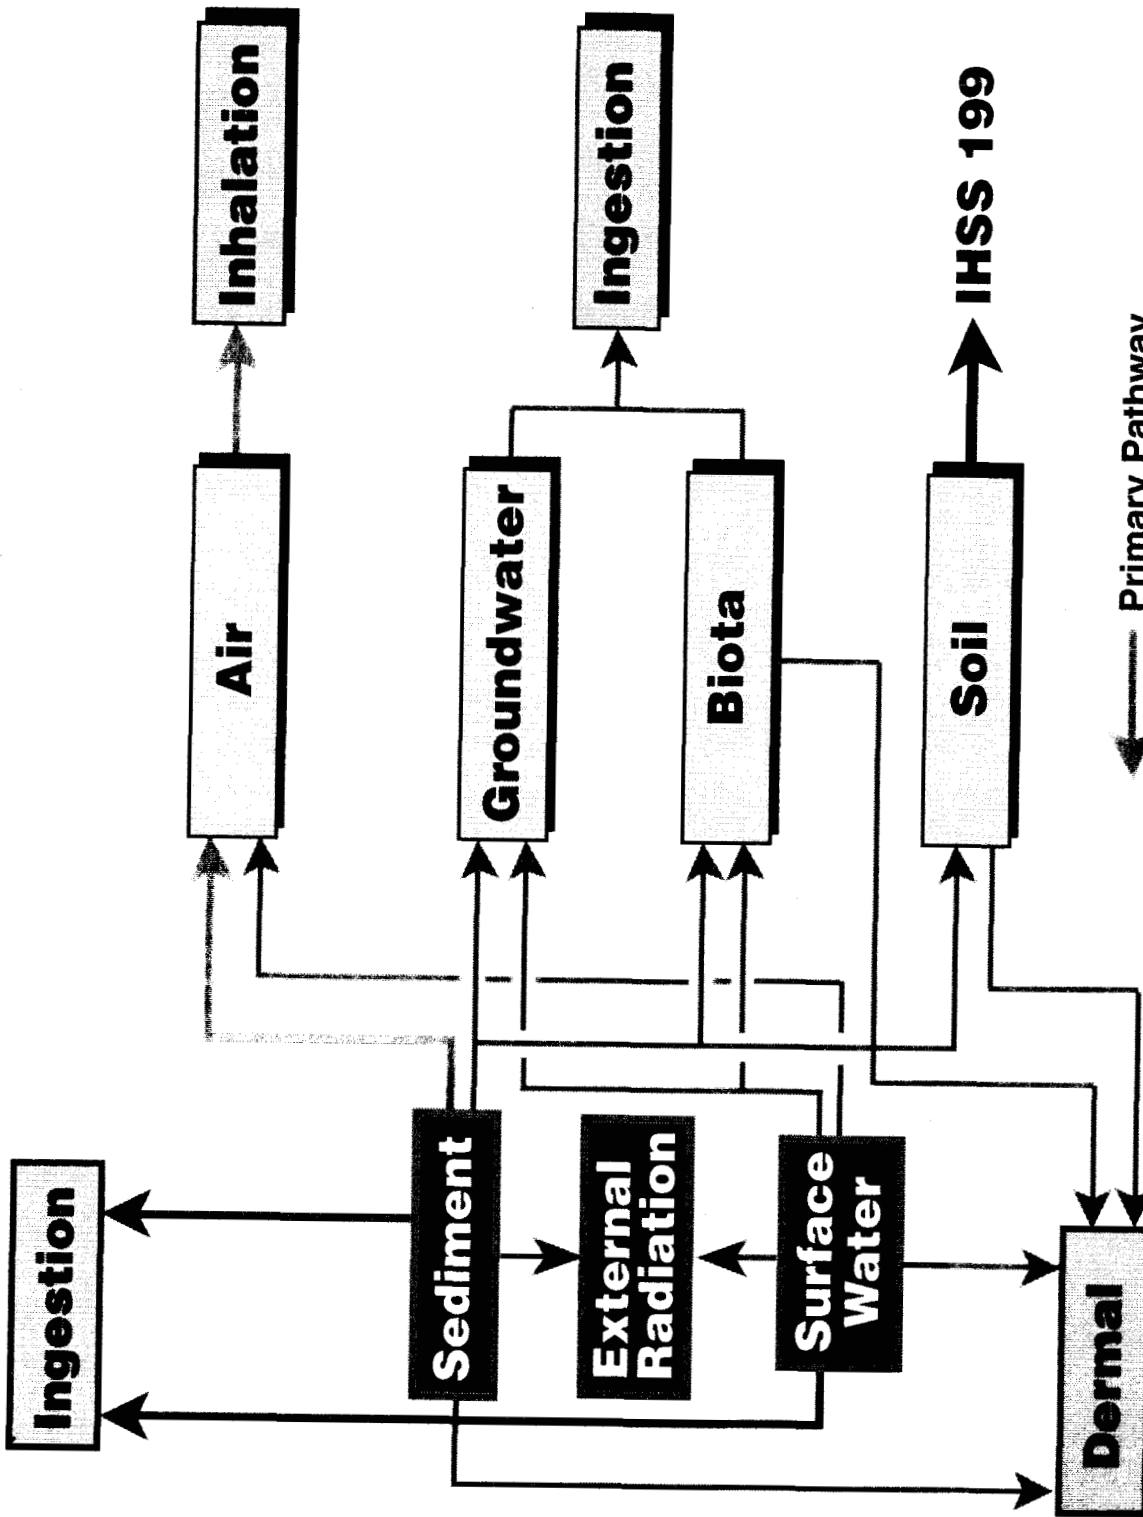 Ingestion
Sediment
External
Radiation
Surface
Water
Dermal
Air
Groundwater
Biota
Soil
Inhalation
Ingestion
IHSS 199
Primary Pathway